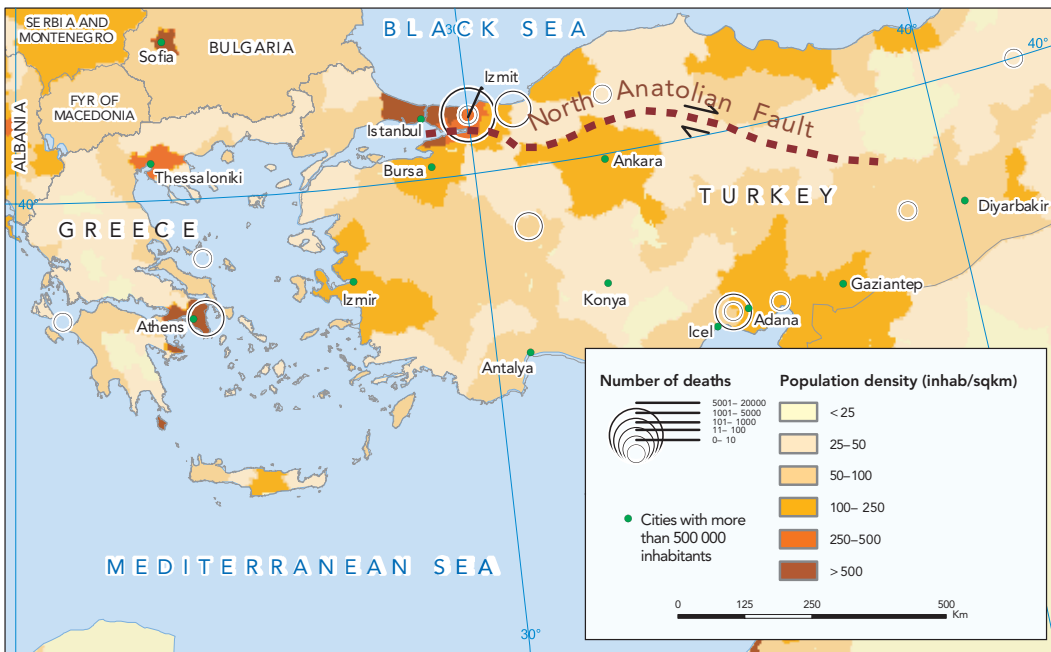 SERBIA AND
MONTENEGRO
Sofia
BULGARIA
BLACK SEA
30°
40°
40°
Izmit
FYR OF
MACEDONIA
ALBANIA
Istanbul
North Anatolian Fault
Thessaloniki
Bursa
Ankara
TURKEY
Diyarbakir
40°
GREECE
Izmir
Konya
Gaziantep
Athens
Icel
Adana
Antalya
Number of deaths
5001– 20000
1001– 5000
101– 1000
11– 100
0– 10
Cities with more
than 500 000
inhabitants
Population density (inhab/sqkm)
< 25
25– 50
50– 100
100– 250
250–500
> 500
0 125 250 500
Km
MEDITERRANEAN SEA
30°